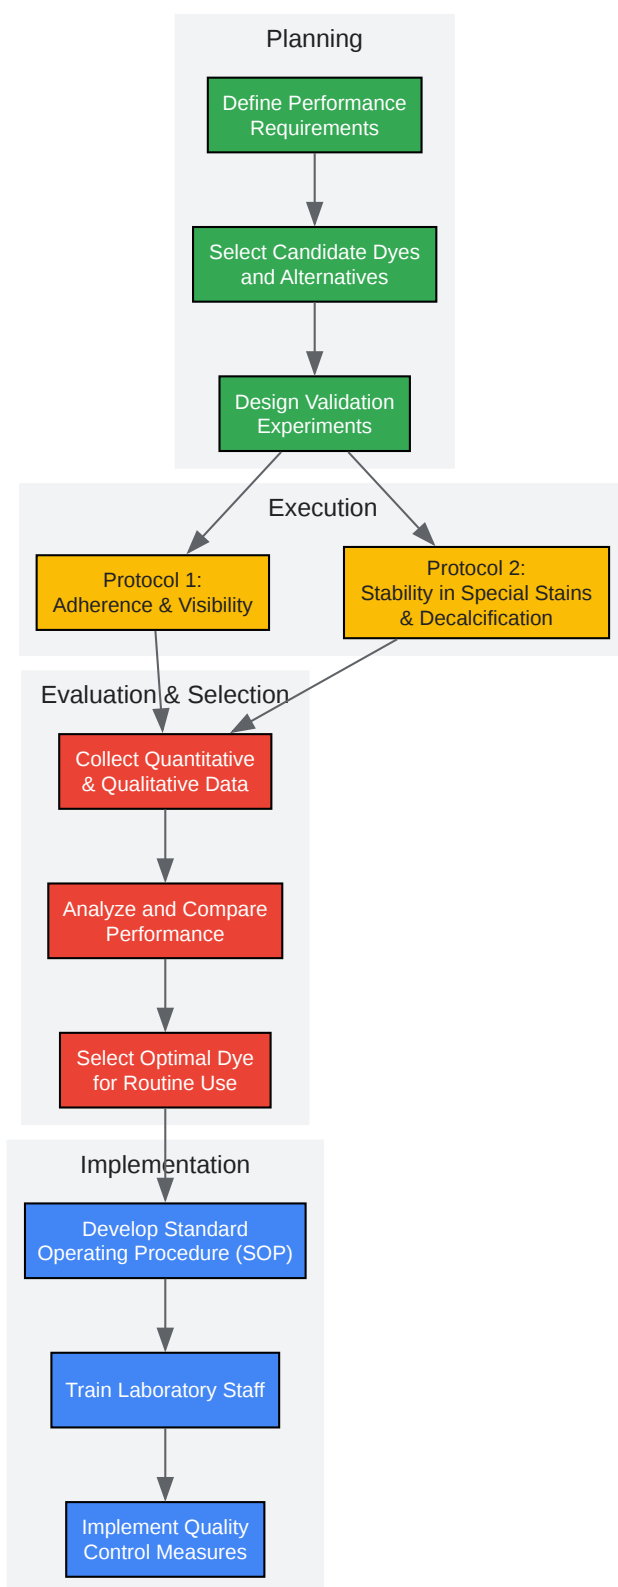 Planning
Define Performance
Requirements
Select Candidate Dyes
and Alternatives
Design Validation
Experiments
Execution
Protocol 1:
Adherence & Visibility
Protocol 2:
Stability in Special Stains
& Decalcification
Evaluation & Selection
Collect Quantitative
& Qualitative Data
Analyze and Compare
Performance
Select Optimal Dye
for Routine Use
Implementation
Develop Standard
Operating Procedure (SOP)
Train Laboratory Staff
Implement Quality
Control Measures